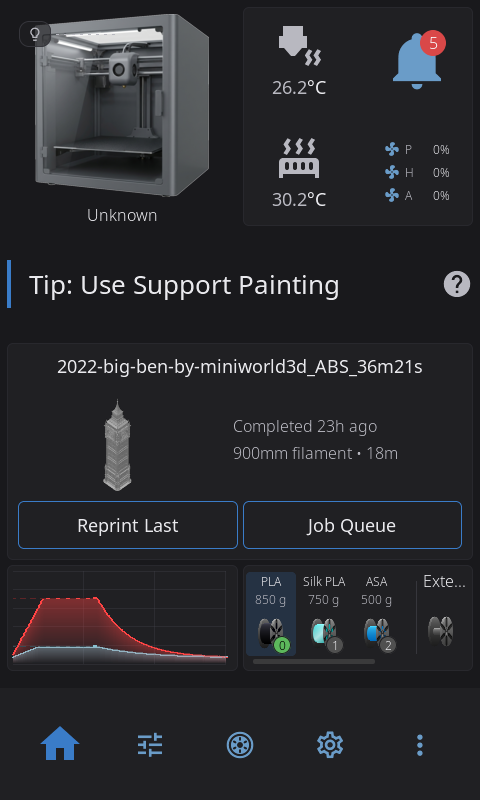 5
26.2°C
30.2°C
P 0%
H 0%
A 0%
Unknown
Tip: Use Support Painting
?
2022-big-ben-by-miniworld3d_ABS_36m21s
Completed 23h ago
900mm filament • 18m
Reprint Last
Job Queue
PLA
850 g
0
Silk PLA
750 g
1
ASA
500 g
2
Exte...